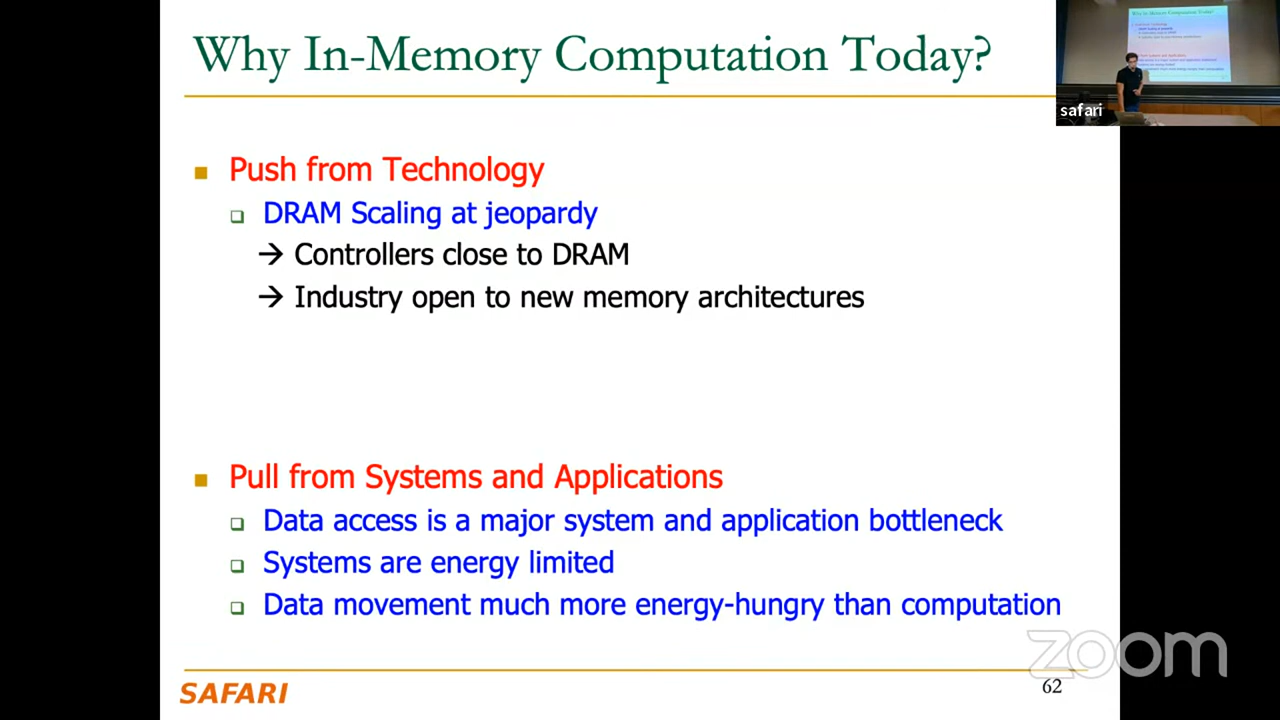 Why In-Memory Computation Today?
safari
Push from Technology
DRAM Scaling at jeopardy
→ Controllers close to DRAM
→ Industry open to new memory architectures
Pull from Systems and Applications
Data access is a major system and application bottleneck
Systems are energy limited
Data movement much more energy-hungry than computation
zoom
SAFARI
62